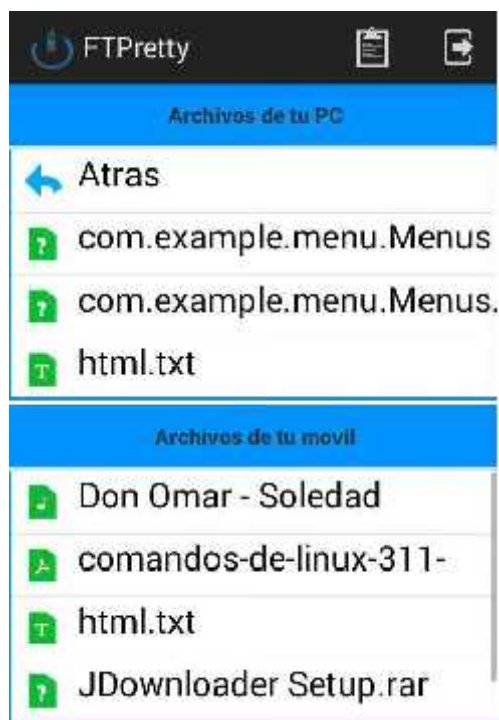 FTPretty
Archivos de tu PC
Atras
com.example.menu.Menus
com.example.menu.Menus.
html.txt
Archivos de tu movil
Don Omar - Soledad
comandos-de-linux-311-
html.txt
JDownloader Setup.rar